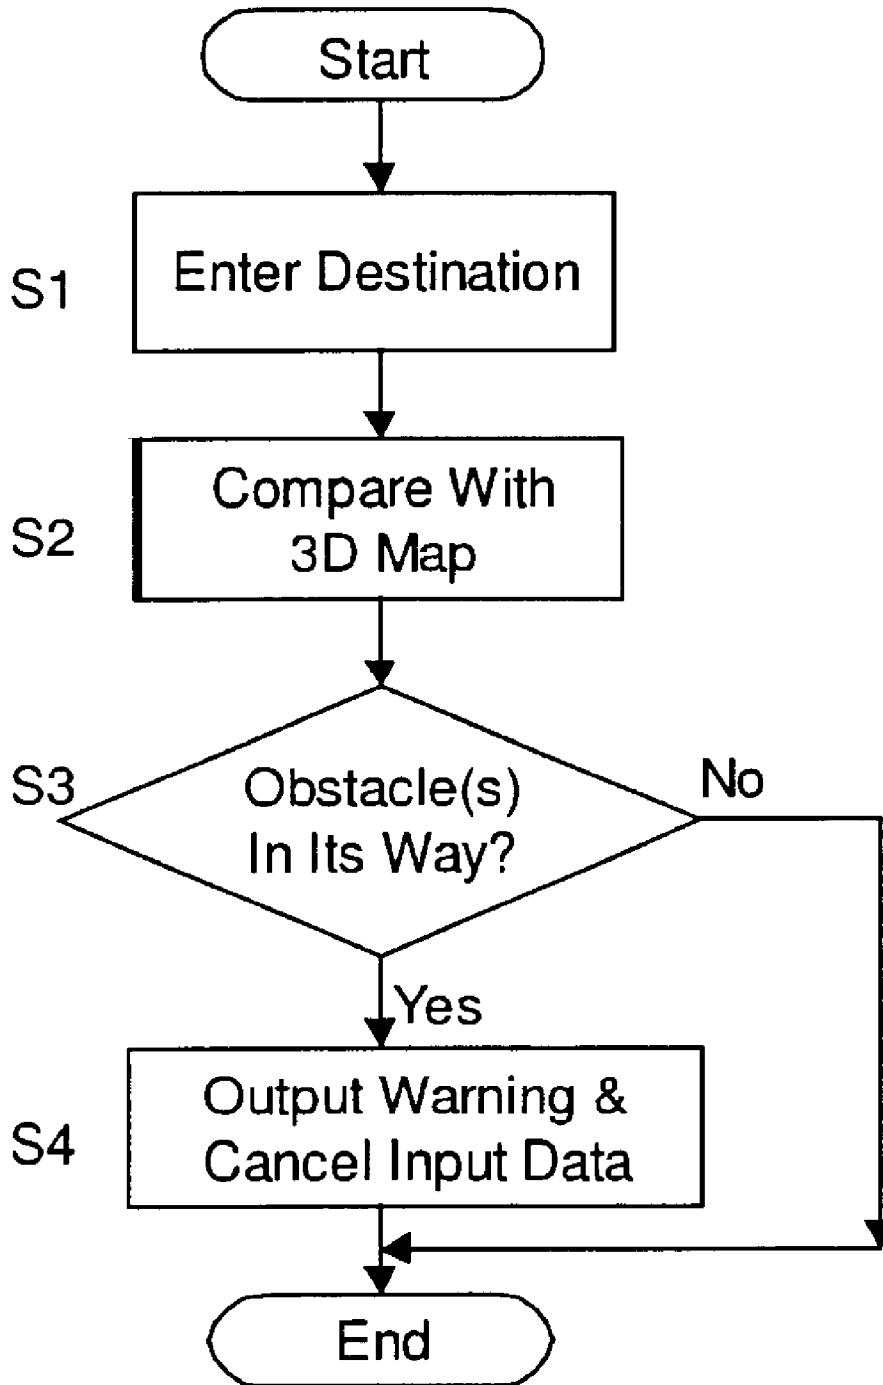 Start
S1
Enter Destination
S2
Compare With
3D Map
S3
Obstacle(s)
In Its Way?
No
Yes
S4
Output Warning &
Cancel Input Data
End